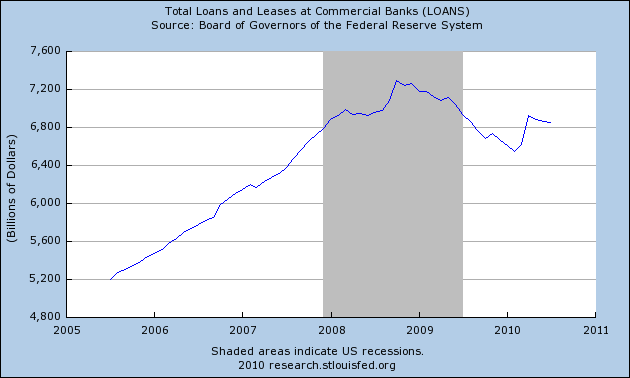 Total Loans and Leases at Commercial Banks (LOANS)
Source: Board of Governors of the Federal Reserve System
(Billions of Dollars)
7,600
7,200
6,800
6,400
6,000
5,600
5,200
4,800
2005 2006 2007 2008 2009 2010 2011
Shaded areas indicate US recessions.
2010 research.stlouisfed.org